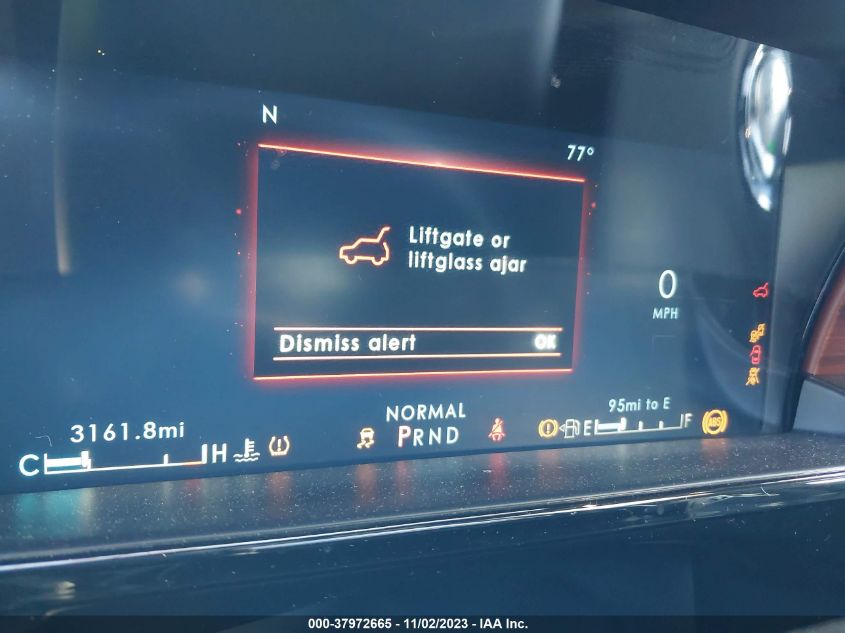 N
77°
Liftgate or
liftglass ajar
0
MPH
Dismiss alert OK
95mi to E
NORMAL
3161.8mi
PRND
E F
ABS
C H
000-37972665 - 11/02/2023 - IAA Inc.